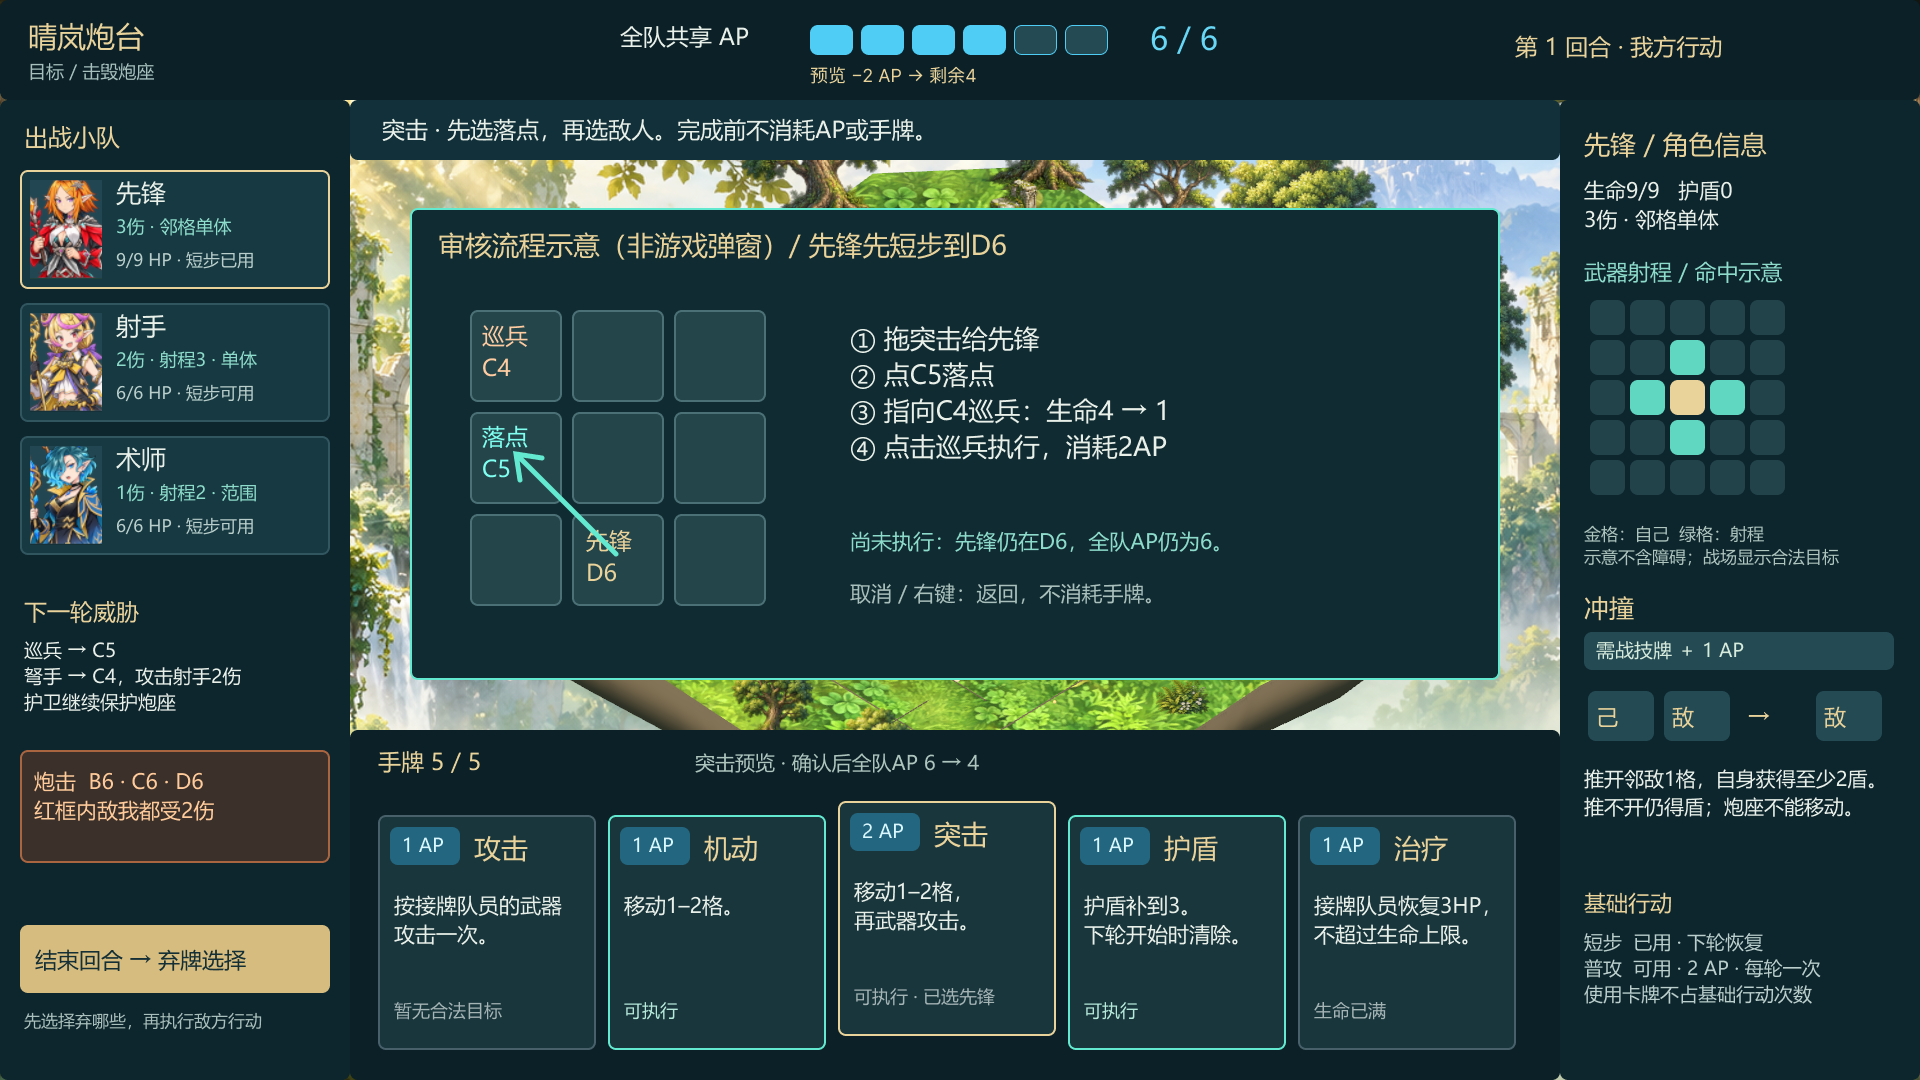 晴岚炮台
目标 / 击毁炮座
全队共享 AP
6 / 6
预览 −2 AP → 剩余4
第 1 回合 · 我方行动
出战小队
先锋
3伤 · 邻格单体
9/9 HP · 短步已用
射手
2伤 · 射程3 · 单体
6/6 HP · 短步可用
术师
1伤 · 射程2 · 范围
6/6 HP · 短步可用
下一轮威胁
巡兵 → C5
弩手 → C4，攻击射手2伤
护卫继续保护炮座
炮击  B6 · C6 · D6
红框内敌我都受2伤
结束回合 → 弃牌选择
先选择弃哪些，再执行敌方行动
突击 · 先选落点，再选敌人。完成前不消耗AP或手牌。
审核流程示意（非游戏弹窗）/ 先锋先短步到D6
巡兵
C4
落点
C5
先锋
D6
① 拖突击给先锋
② 点C5落点
③ 指向C4巡兵：生命4 → 1
④ 点击巡兵执行，消耗2AP
尚未执行：先锋仍在D6，全队AP仍为6。
取消 / 右键：返回，不消耗手牌。
手牌 5 / 5
突击预览 · 确认后全队AP 6 → 4
1 AP
攻击
按接牌队员的武器
攻击一次。
暂无合法目标
1 AP
机动
移动1–2格。
可执行
2 AP
突击
移动1–2格，
再武器攻击。
可执行 · 已选先锋
1 AP
护盾
护盾补到3。
下轮开始时清除。
可执行
1 AP
治疗
接牌队员恢复3HP，
不超过生命上限。
生命已满
先锋 / 角色信息
生命9/9  护盾0
3伤 · 邻格单体
武器射程 / 命中示意
金格：自己  绿格：射程
示意不含障碍；战场显示合法目标
冲撞
需战技牌 + 1 AP
己
敌
→
敌
推开邻敌1格，自身获得至少2盾。
推不开仍得盾；炮座不能移动。
基础行动
短步  已用 · 下轮恢复
普攻  可用 · 2 AP · 每轮一次
使用卡牌不占基础行动次数